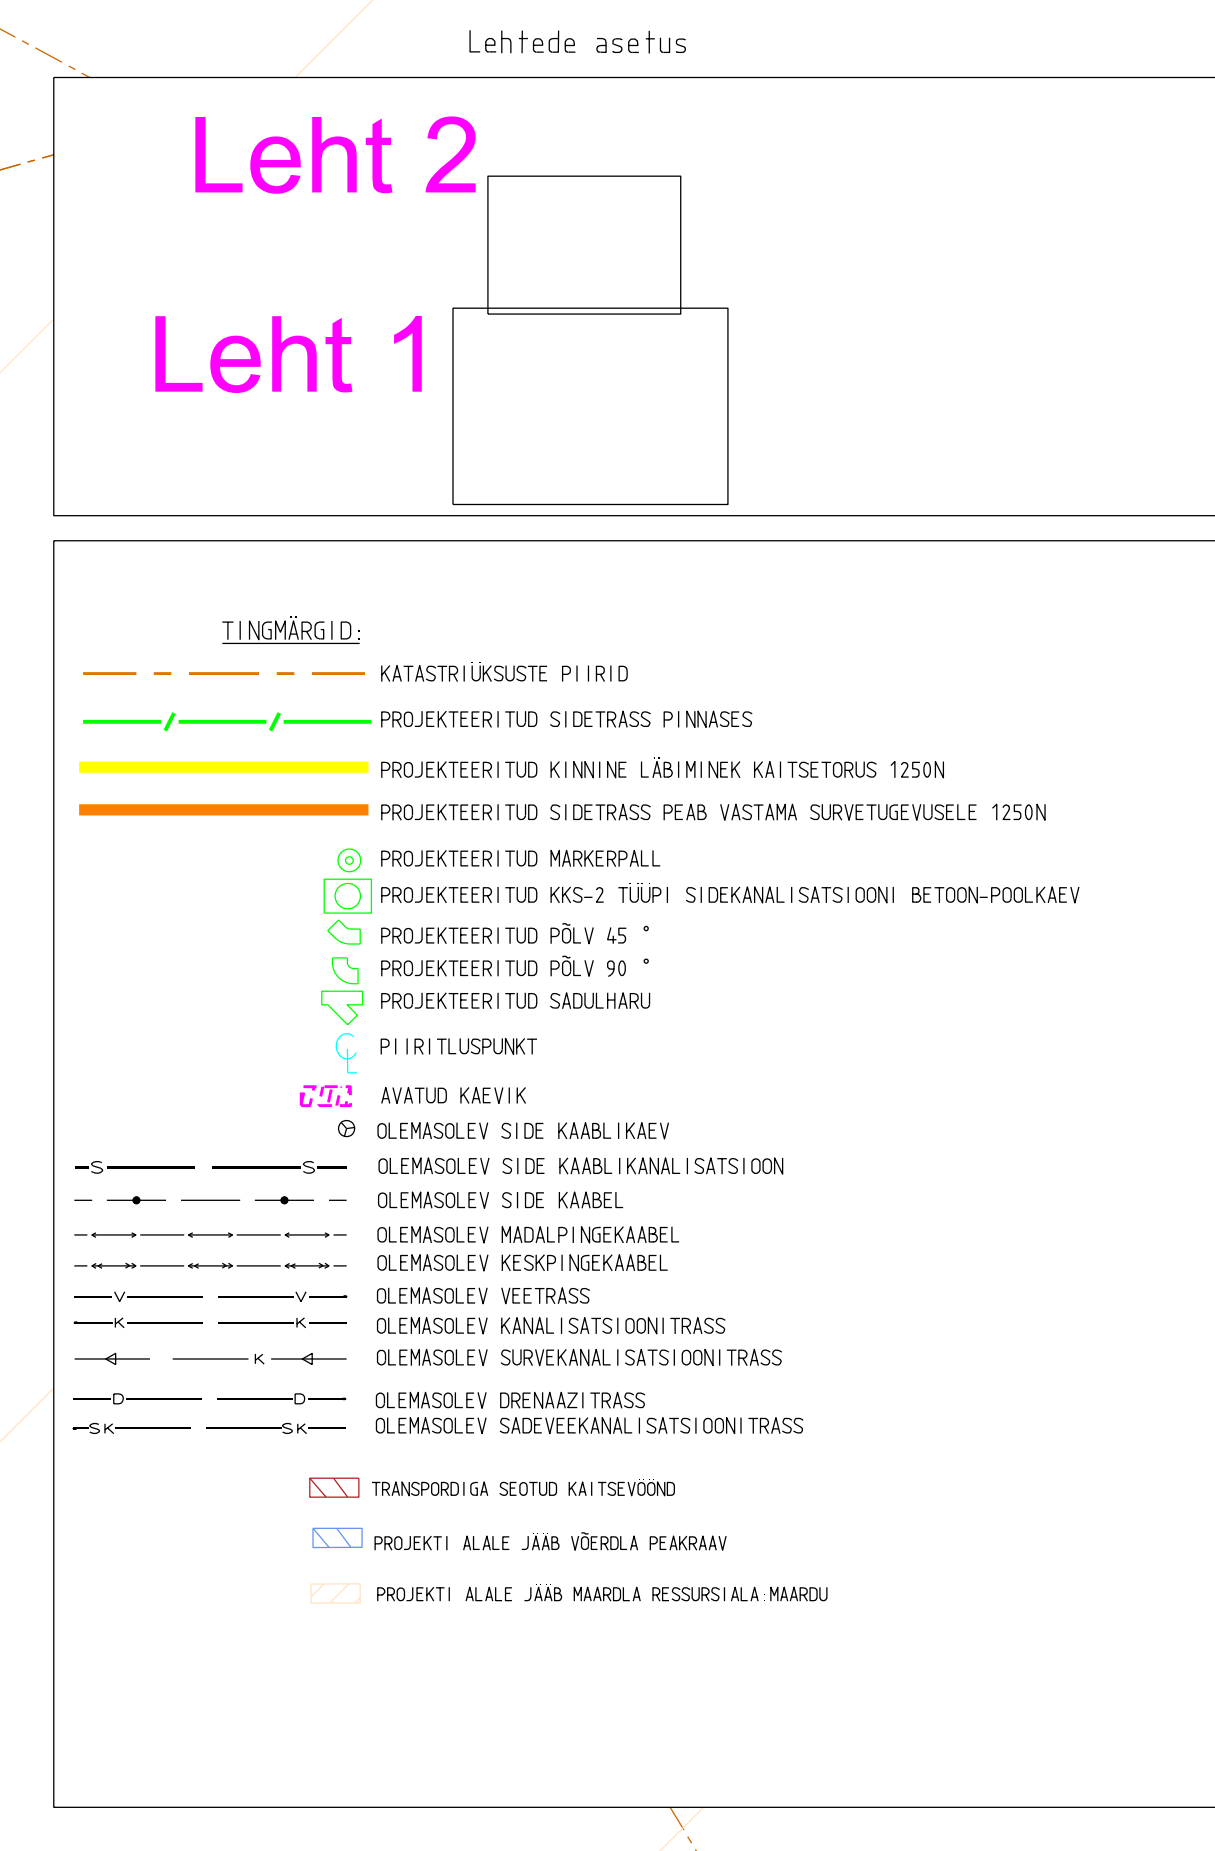 Lehtede asetus
Leht 2
Leht 1
TINGMÄRGID:
KATASTRIÜKSUSTE PIIRID
PROJEKTEERITUD SIDETRASS PINNASES
PROJEKTEERITUD KINNINE LÄBIMINEK KAITSETORUS 1250N
PROJEKTEERITUD SIDETRASS PEAB VASTAMA SURVETUGEVUSELE 1250N
PROJEKTEERITUD MARKERPALL
PROJEKTEERITUD KKS-2 TÜÜPI SIDEKANALISATSIOONI BETOON-POOLKAEV
PROJEKTEERITUD PÕLV 45 °
PROJEKTEERITUD PÕLV 90 °
PROJEKTEERITUD SADULHARU
PIIRITLUSPUNKT
AVATUD KAEVIK
OLEMASOLEV SIDE KAABLIKAEV
S S OLEMASOLEV SIDE KAABLIKANALISATSIOON
OLEMASOLEV SIDE KAABEL
OLEMASOLEV MADALPINGEKAABEL
OLEMASOLEV KESKPINGEKAABEL
V V OLEMASOLEV VEETRASS
K K OLEMASOLEV KANALISATSIOONITRASS
K OLEMASOLEV SURVEKANALISATSIOONITRASS
D D OLEMASOLEV DRENAAZITRASS
SK SK OLEMASOLEV SADEVEEKANALISATSIOONITRASS
TRANSPORDIGA SEOTUD KAITSEVÖÖND
PROJEKTI ALALE JÄÄB VÕERDLA PEAKRAAV
PROJEKTI ALALE JÄÄB MAARDLA RESSURSIALA:MAARDU